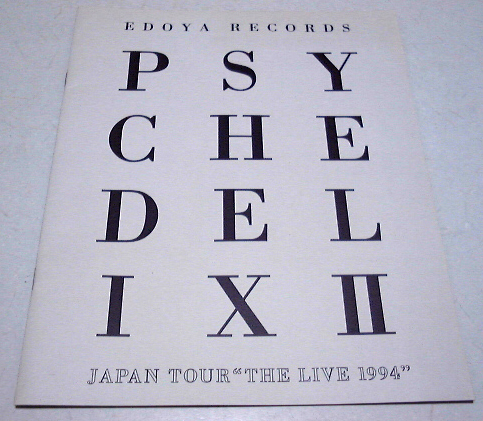 EDOYA RECORDS
P S Y
C H E
D E L
I X II
JAPAN TOUR “THE LIVE 1994”